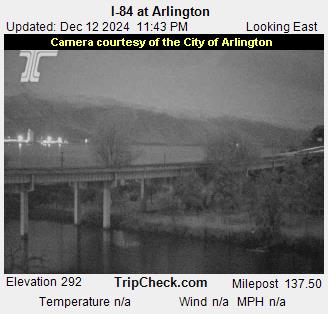 I-84 at Arlington
Updated: Dec 12 2024 11:43 PM Looking East
Camera courtesy of the City of Arlington
Elevation 292 TripCheck.com Milepost 137.50
Temperature n/a Wind n/a MPH n/a